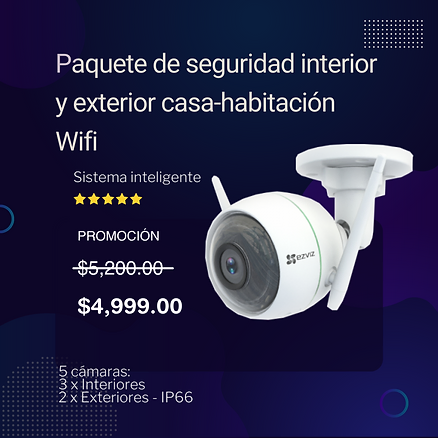 Paquete de seguridad interior
y exterior casa-habitación
Wifi
Sistema inteligente
PROMOCIÓN
$5,200.00
$4,999.00
ezviz
5 cámaras:
3 x Interiores
2 x Exteriores - IP66